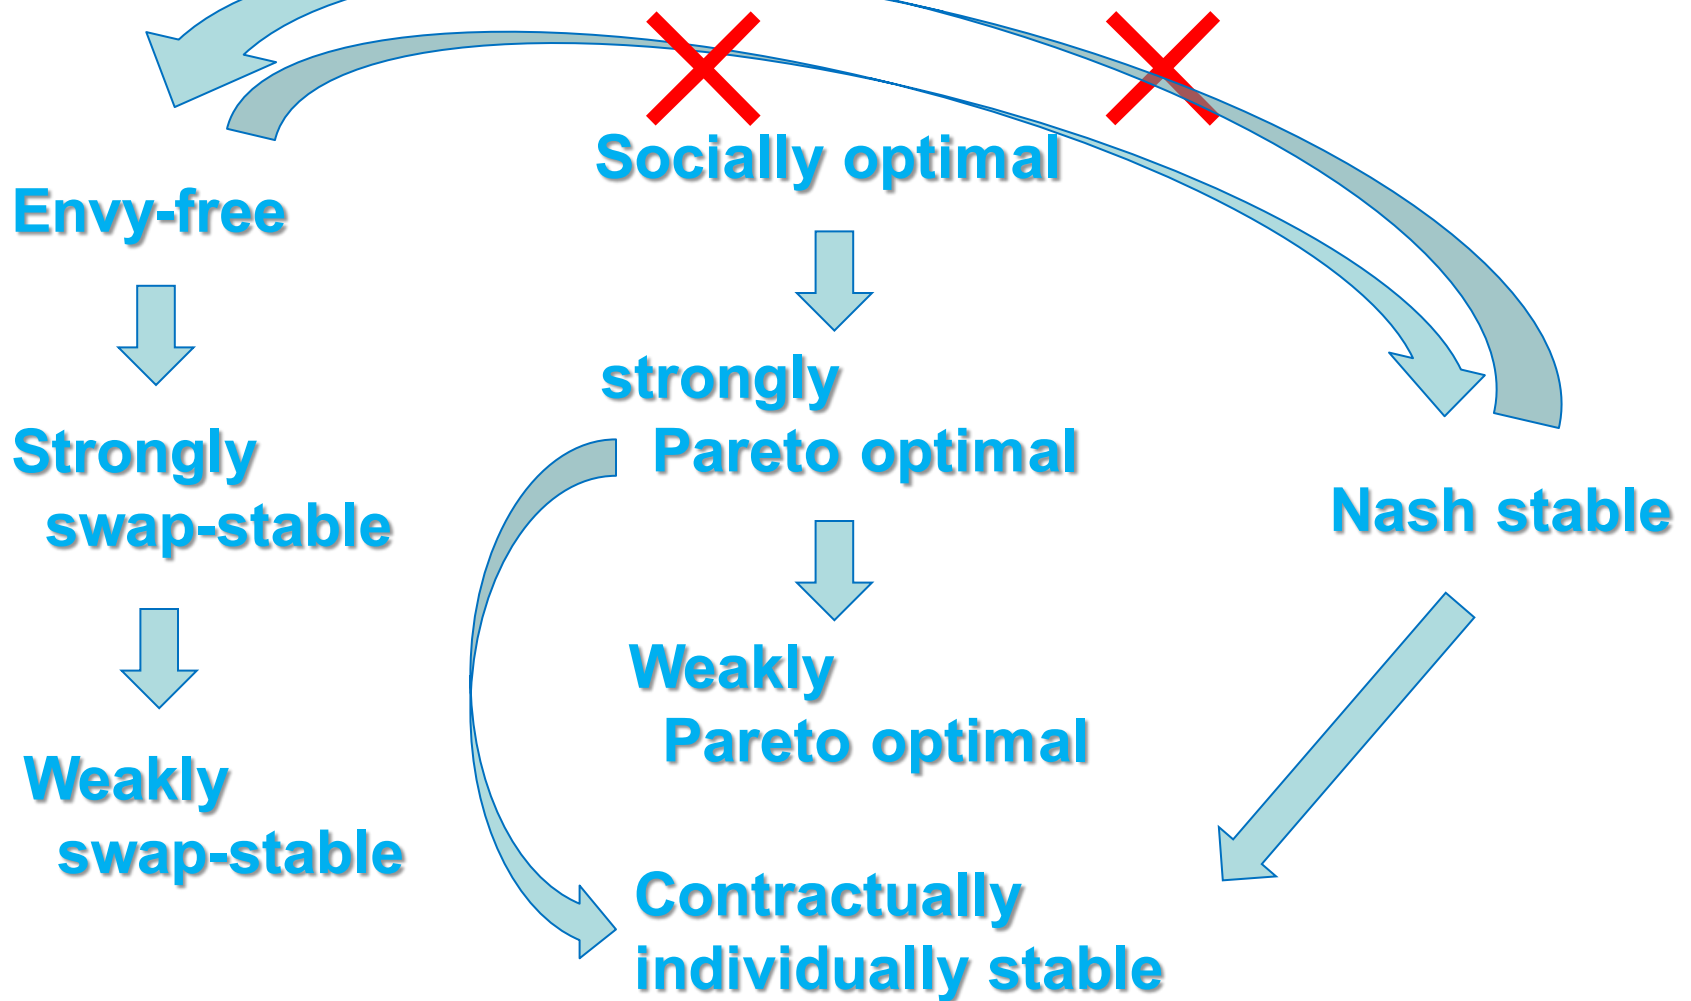 Socially optimal
Envy-free
strongly
Pareto optimal
Strongly
swap-stable
Nash stable
Weakly
Pareto optimal
Weakly
swap-stable
Contractually
individually stable